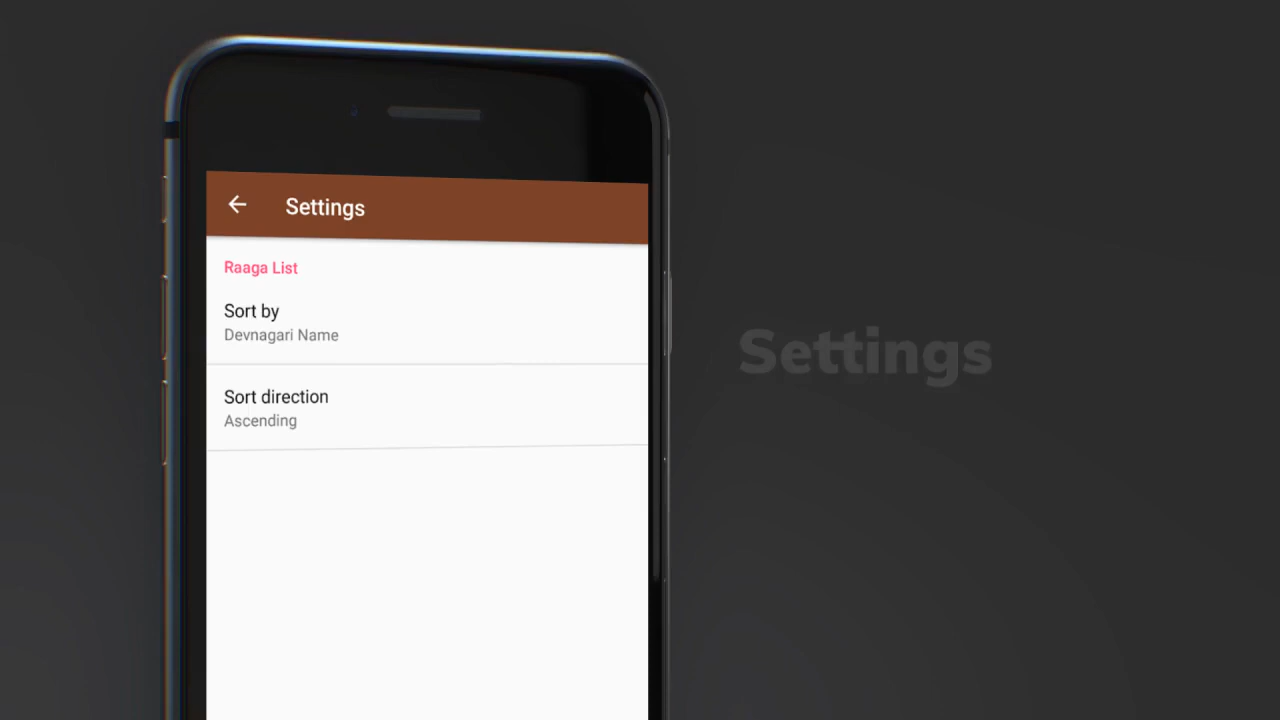 Settings
Raaga List
Sort by
Devnagari Name
Sort direction
Ascending
Settings